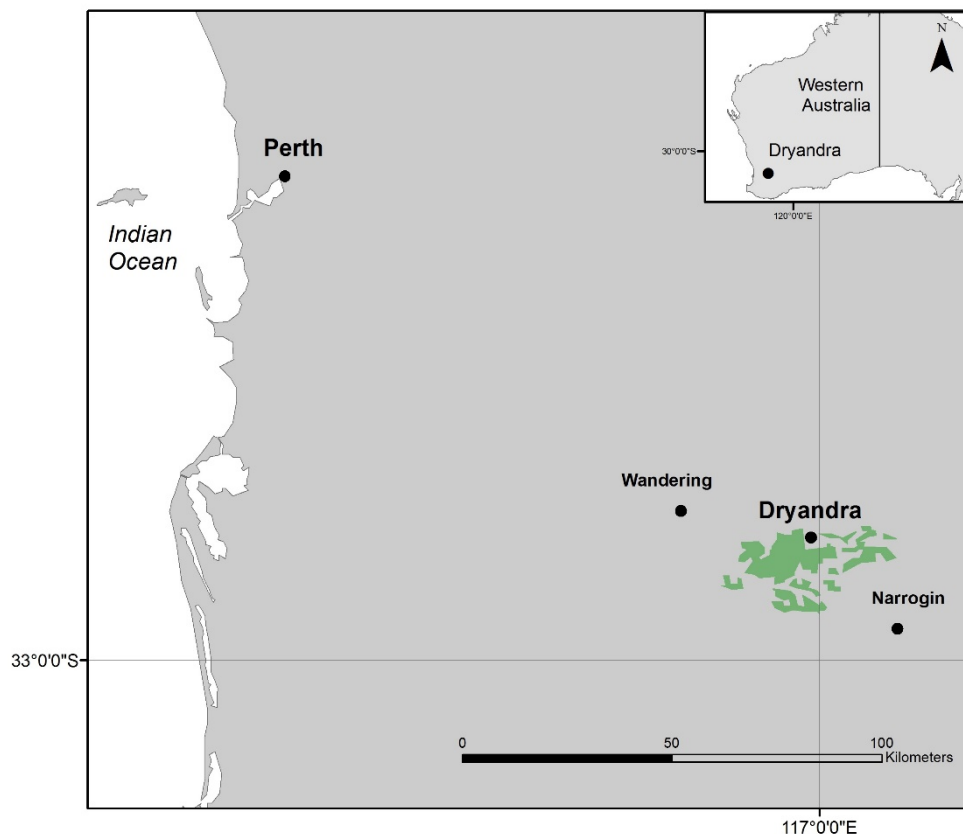 N
Western
Australia
30°0'0"S
Dryandra
120°0'0"E
Perth
Indian
Ocean
Wandering
Dryandra
Narrogin
33°0'0"S
0 50 100
Kilometers
117°0'0"E